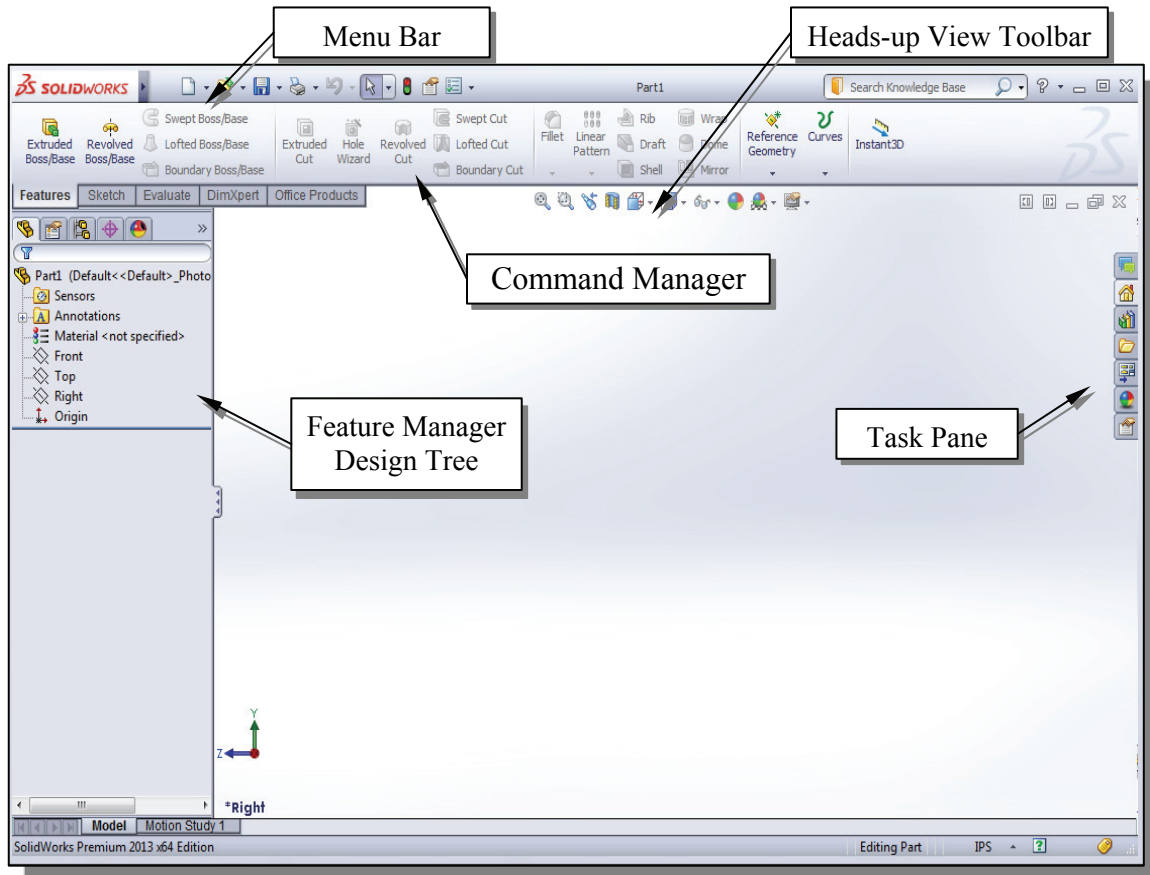 Menu Bar
Heads-up View Toolbar
SOLIDWORKS
Part1
Search Knowledge Base
Extruded Boss/Base
Revolved Boss/Base
Swept Boss/Base
Lofted Boss/Base
Boundary Boss/Base
Extruded Cut
Hole Wizard
Revolved Cut
Swept Cut
Lofted Cut
Boundary Cut
Fillet
Linear Pattern
Rib
Draft
Shell
Wrap
Dome
Mirror
Reference Geometry
Curves
Instant3D
Features
Sketch
Evaluate
DimXpert
Office Products
Part1 (Default<<Default>_Photo
Sensors
Annotations
Material <not specified>
Front
Top
Right
Origin
Command Manager
Feature Manager
Design Tree
Task Pane
Y
Z
*Right
Model
Motion Study 1
SolidWorks Premium 2013 x64 Edition
Editing Part
IPS